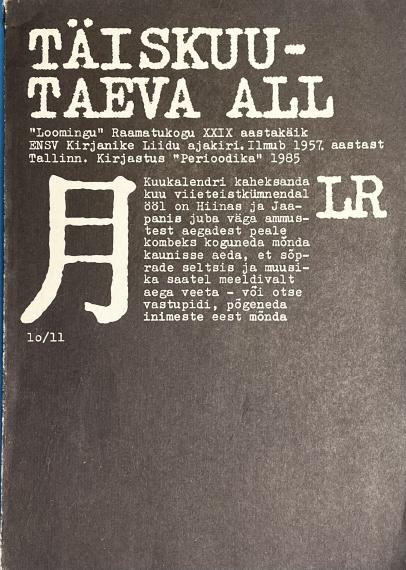 TÄISKUU-
TAEVA ALL
"Loomingu" Raamatukogu XXIX aastakäik
ENSV Kirjanike Liidu ajakiri. Ilmub 1957. aastast
Tallinn. Kirjastus "Perioodika" 1985
月
Kuukalendri kaheksanda
kuu viieteistkümnendal
ööl on Hiinas ja Jaa-
panis juba väga ammus-
test aegadest peale
kombeks koguneda mõnda
kaunisse aeda, et sõp-
rade seltsis ja muusi-
ka saatel meeldivalt
aega veeta - või otse
vastupidi, põgeneda
inimeste eest mõnda
LR
10/11